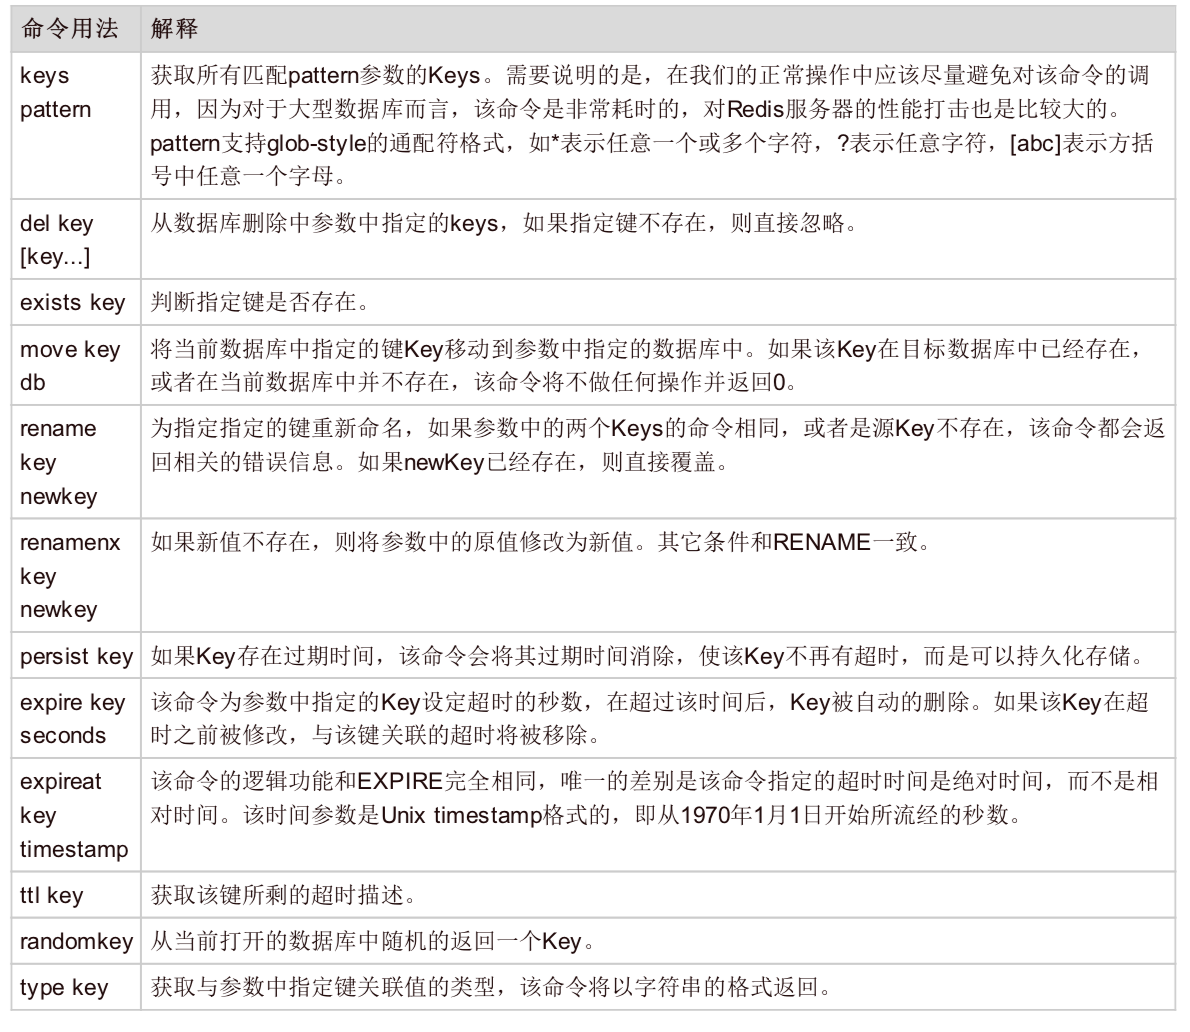 命令用法 解释
keys 获取所有匹配pattern参数的Keys。需要说明的是，在我们的正常操作中应该尽量避免对该命令的调
pattern 用，因为对于大型数据库而言，该命令是非常耗时的，对Redis服务器的性能打击也是比较大的。
pattern支持glob-style的通配符格式，如*表示任意一个或多个字符，?表示任意字符，[abc]表示方括
号中任意一个字母。
del key 从数据库删除中参数中指定的keys，如果指定键不存在，则直接忽略。
[key...]
exists key 判断指定键是否存在。
move key 将当前数据库中指定的键Key移动到参数中指定的数据库中。如果该Key在目标数据库中已经存在，
db 或者在当前数据库中并不存在，该命令将不做任何操作并返回0。
rename 为指定指定的键重新命名，如果参数中的两个Keys的命令相同，或者是源Key不存在，该命令都会返
key 回相关的错误信息。如果newKey已经存在，则直接覆盖。
newkey
renamenx 如果新值不存在，则将参数中的原值修改为新值。其它条件和RENAME一致。
key
newkey
persist key 如果Key存在过期时间，该命令会将其过期时间消除，使该Key不再有超时，而是可以持久化存储。
expire key 该命令为参数中指定的Key设定超时的秒数，在超过该时间后，Key被自动的删除。如果该Key在超
seconds 时之前被修改，与该键关联的超时将被移除。
expireat 该命令的逻辑功能和EXPIRE完全相同，唯一的差别是该命令指定的超时时间是绝对时间，而不是相
key 对时间。该时间参数是Unix timestamp格式的，即从1970年1月1日开始所流经的秒数。
timestamp
ttl key 获取该键所剩的超时描述。
randomkey 从当前打开的数据库中随机的返回一个Key。
type key 获取与参数中指定键关联值的类型，该命令将以字符串的格式返回。